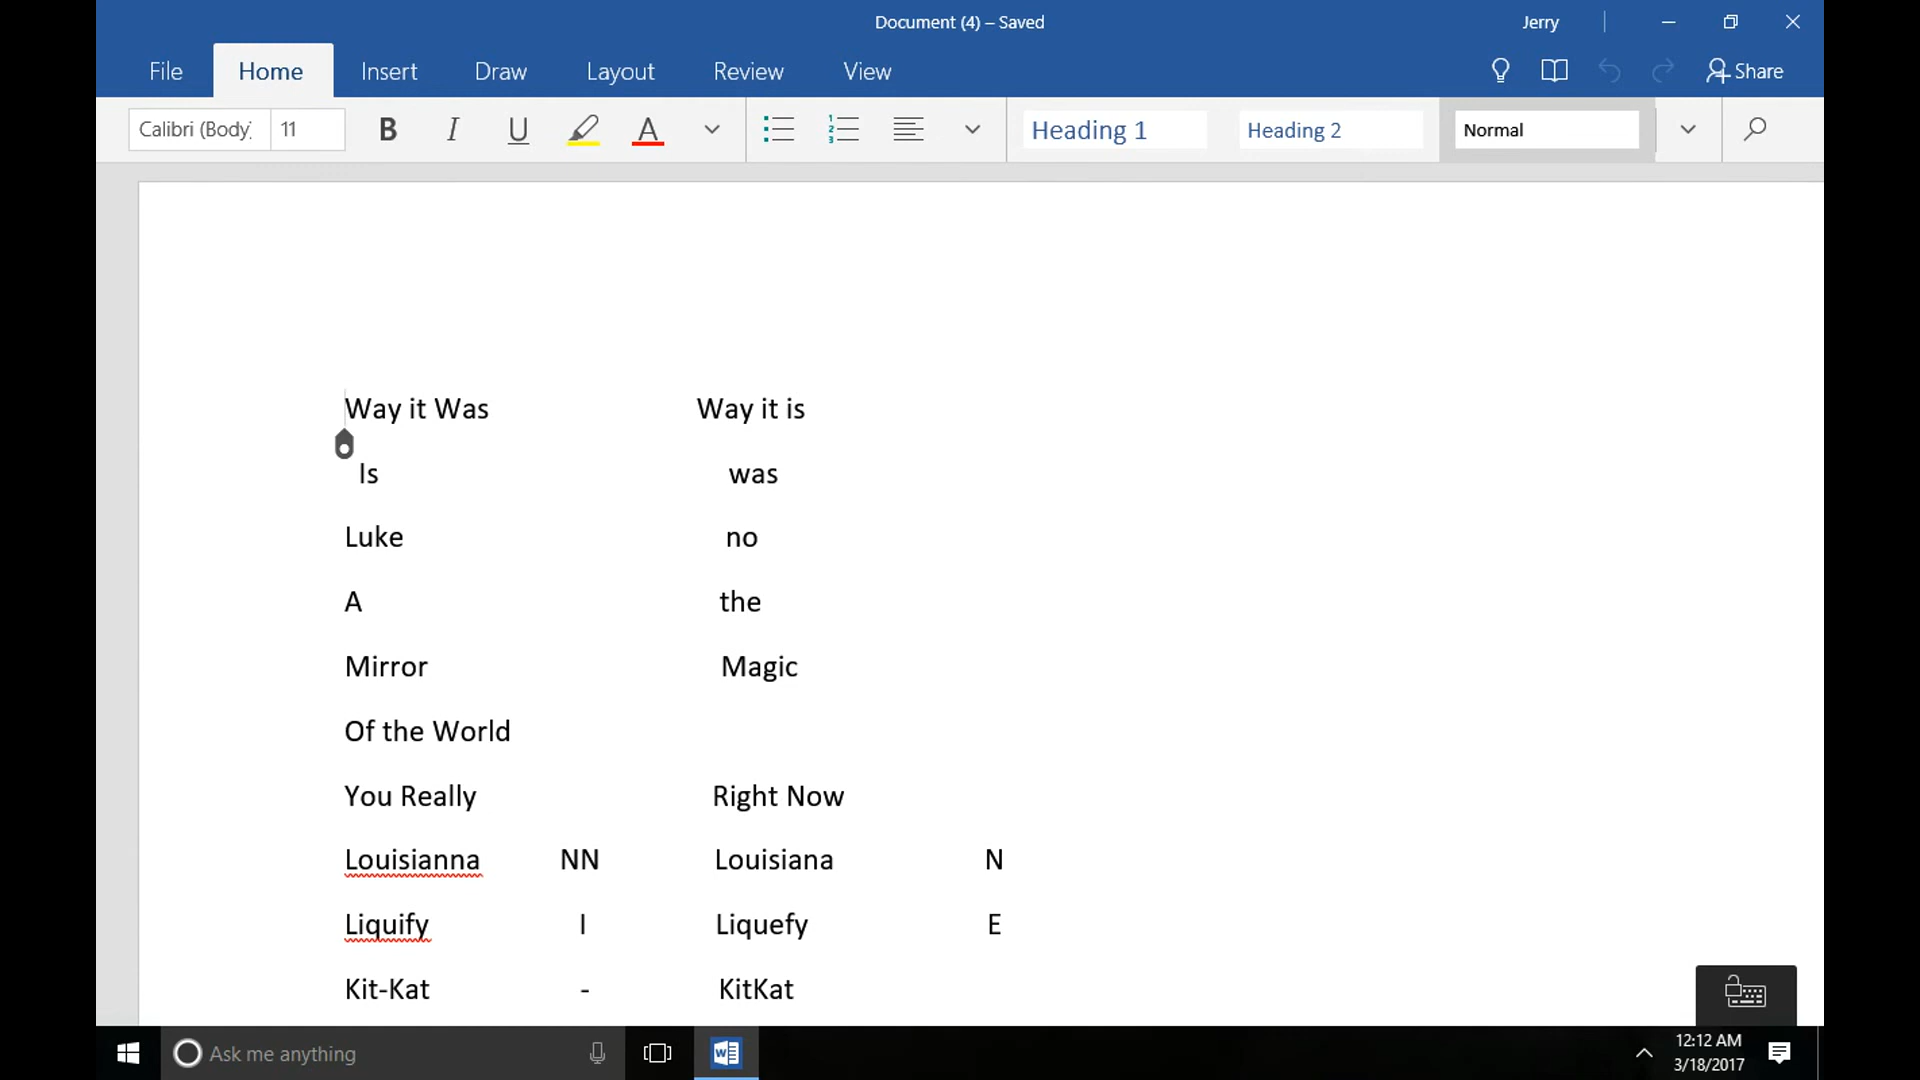 Document (4) – Saved
Jerry
File Home Insert Draw Layout Review View Share
Calibri (Body) 11 B I U A Heading 1 Heading 2 Normal
Way it Was Way it is
Is was
Luke no
A the
Mirror Magic
Of the World
You Really Right Now
Louisianna NN Louisiana N
Liquify I Liquefy E
Kit-Kat - KitKat
Ask me anything
12:12 AM
3/18/2017